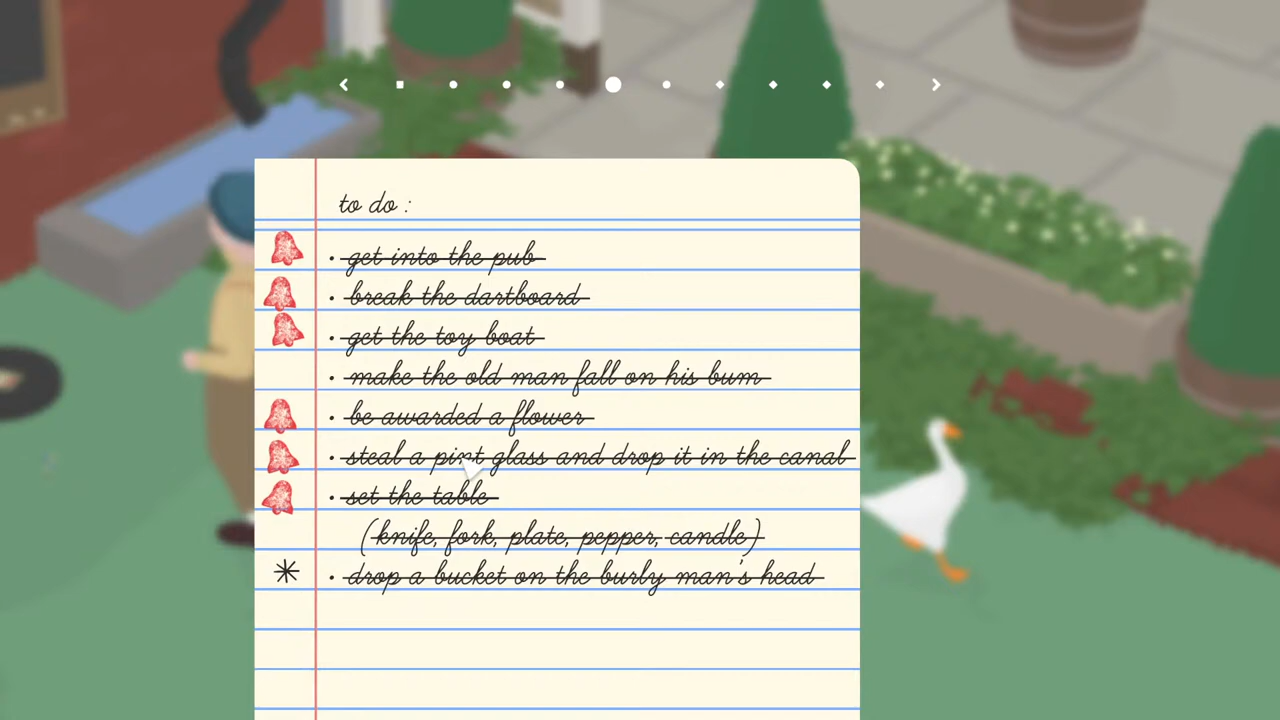 to do :
· get into the pub
· break the dartboard
· get the toy boat
· make the old man fall on his bum
· be awarded a flower
· steal a pint glass and drop it in the canal
· set the table
(knife, fork, plate, pepper, candle)
· drop a bucket on the burly man's head